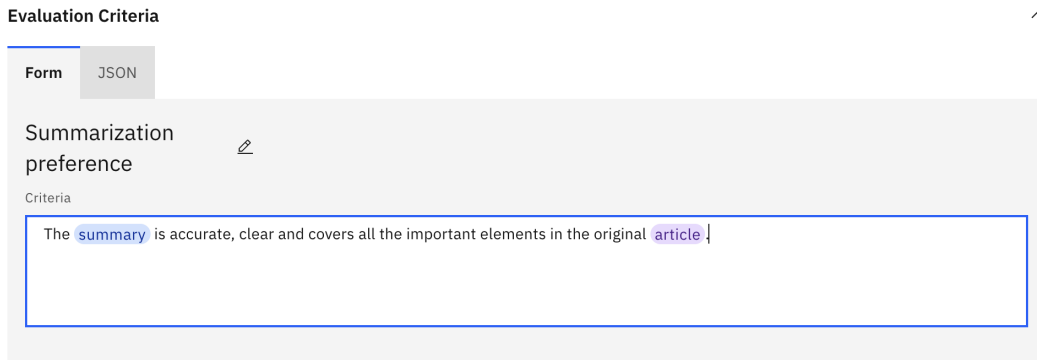 Evaluation Criteria
Form
JSON
Summarization
preference
Criteria
The summary is accurate, clear and covers all the important elements in the original article.